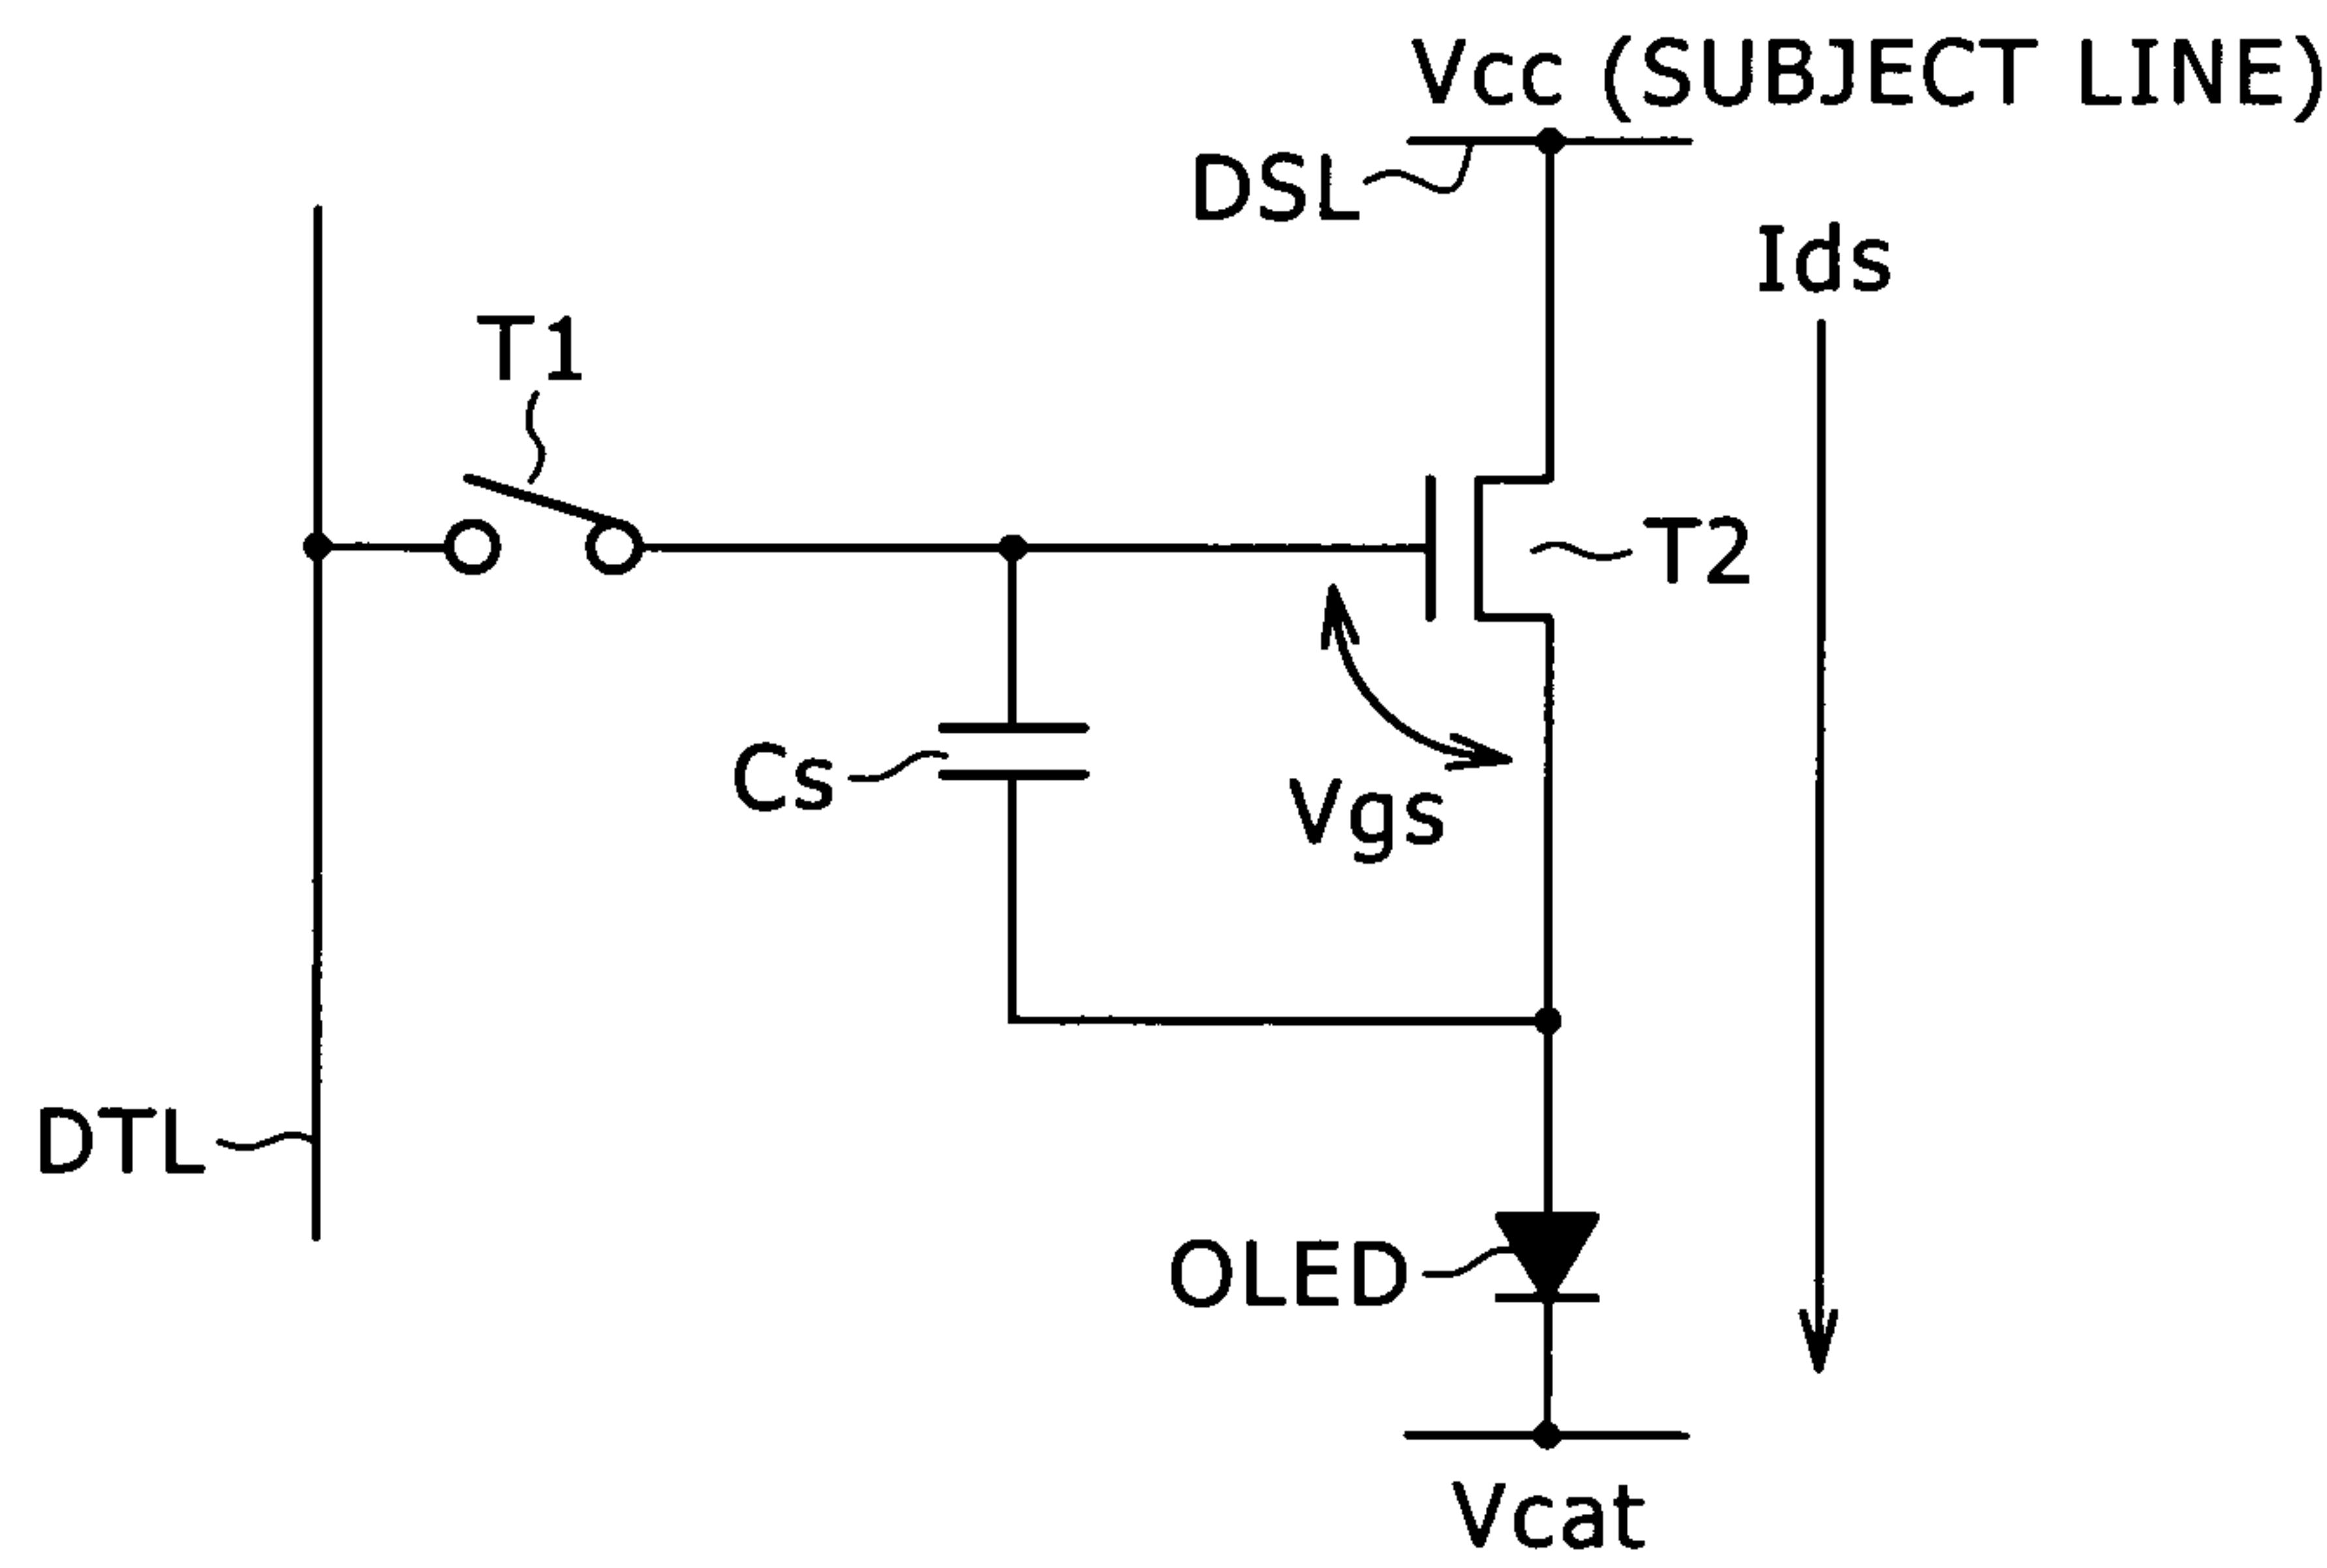 Vcc (SUBJECT LINE)
DSL
Ids
T1
T2
Cs
Vgs
DTL
OLED
Vcat